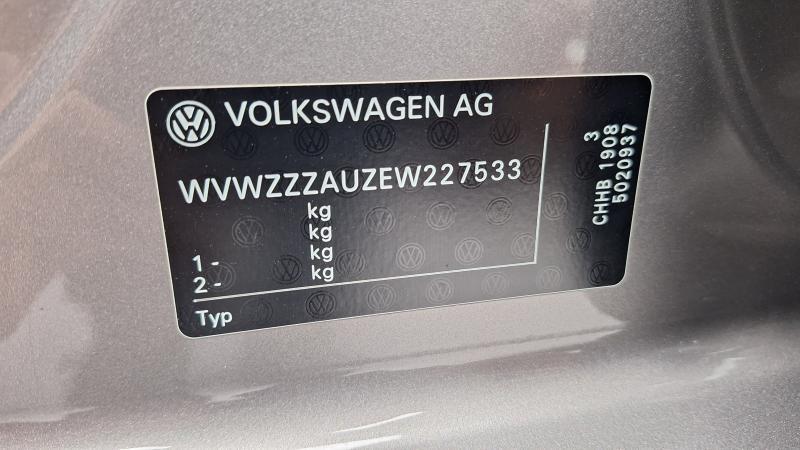 VOLKSWAGEN AG
WVWZZZAUZEW227533
kg
kg
1 - kg
2 - kg
Typ
3
CHHB 1908
5020937